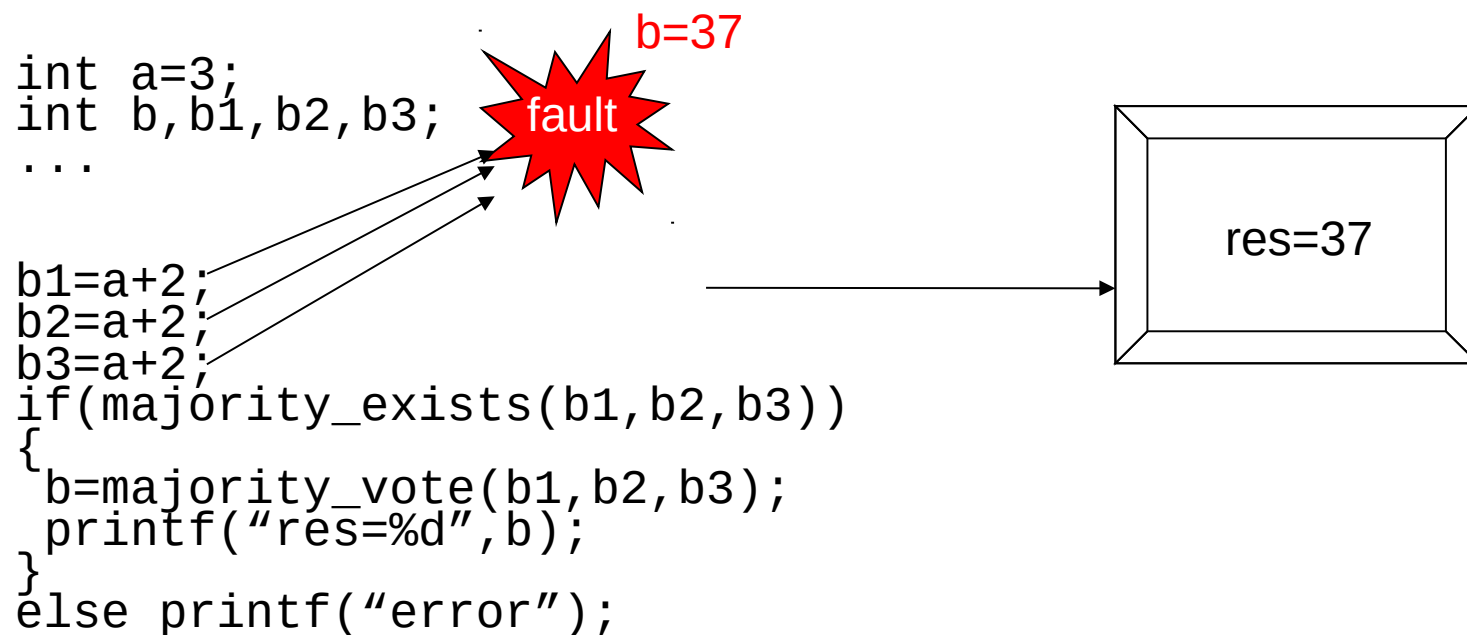 b=37
int a=3;
int b,b1,b2,b3;
...
fault
res=37
b1=a+2;
b2=a+2;
b3=a+2;
if(majority_exists(b1,b2,b3))
{
b=majority_vote(b1,b2,b3);
printf(“res=%d”,b);
}
else printf(“error”);